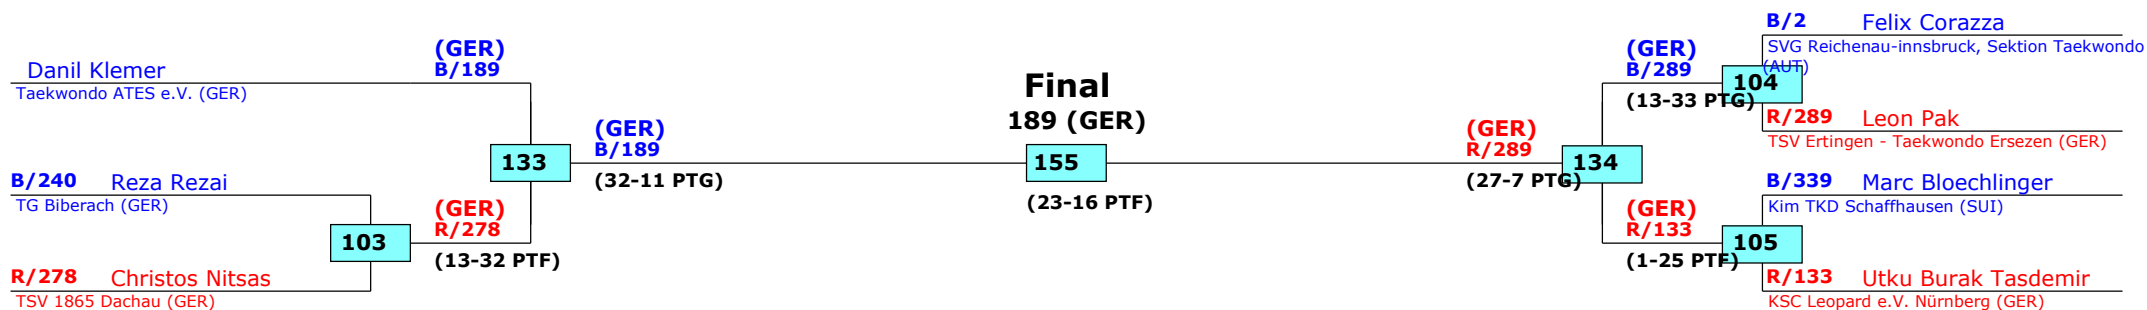 Danil Klemer
Taekwondo ATES e.V. (GER)
(GER)
B/189
B/240 Reza Rezai
TG Biberach (GER)
R/278 Christos Nitsas
TSV 1865 Dachau (GER)
103
(GER)
R/278
(13-32 PTF)
133
(GER)
B/189
(32-11 PTG)
Final
189 (GER)
155
(23-16 PTF)
(GER)
R/289
(27-7 PTG)
134
(GER)
B/289
(13-33 PTG)
104
B/2 Felix Corazza
SVG Reichenau-innsbruck, Sektion Taekwondo
(AUT)
R/289 Leon Pak
TSV Ertingen - Taekwondo Ersezen (GER)
(GER)
R/133
(1-25 PTF)
105
B/339 Marc Bloechlinger
Kim TKD Schaffhausen (SUI)
R/133 Utku Burak Tasdemir
KSC Leopard e.V. Nürnberg (GER)